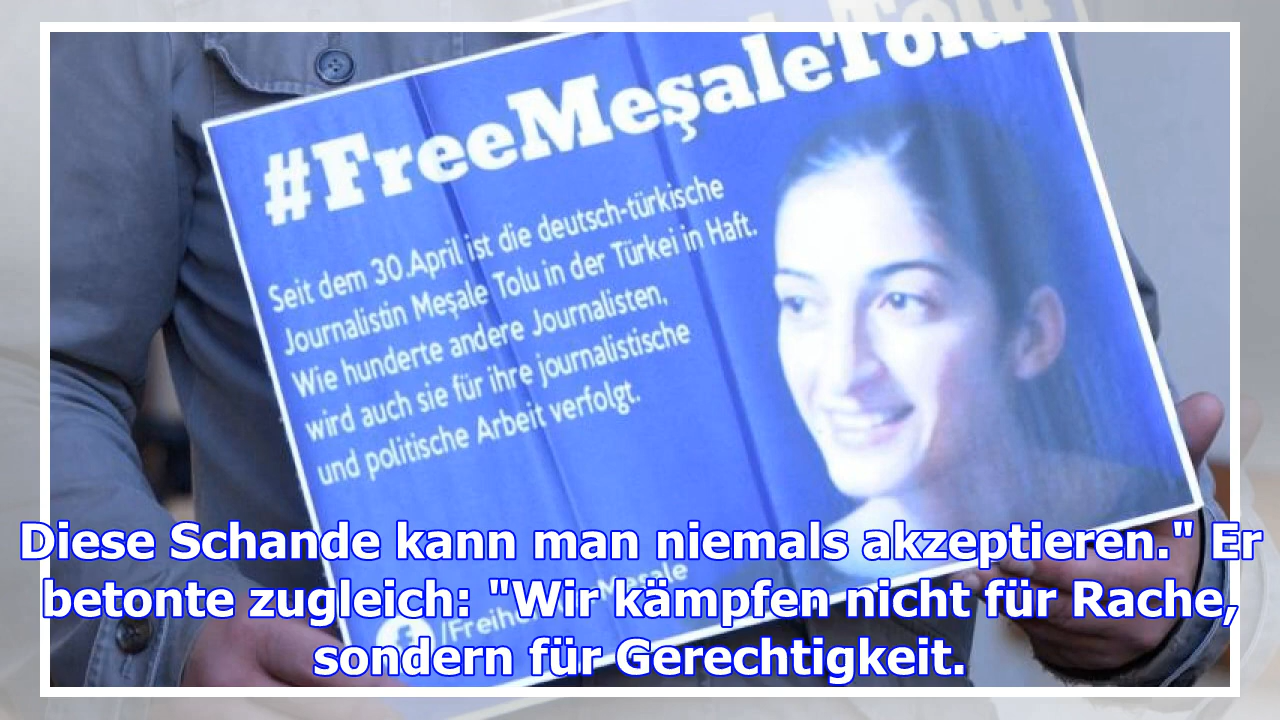 #FreeMeşaleTolu
Seit dem 30.April ist die deutsch-türkische
Journalistin Meşale Tolu in der Türkei in Haft.
Wie hunderte andere Journalisten,
wird auch sie für ihre journalistische
und politische Arbeit verfolgt.
Diese Schande kann man niemals akzeptieren." Er
betonte zugleich: "Wir kämpfen nicht für Rache,
sondern für Gerechtigkeit.